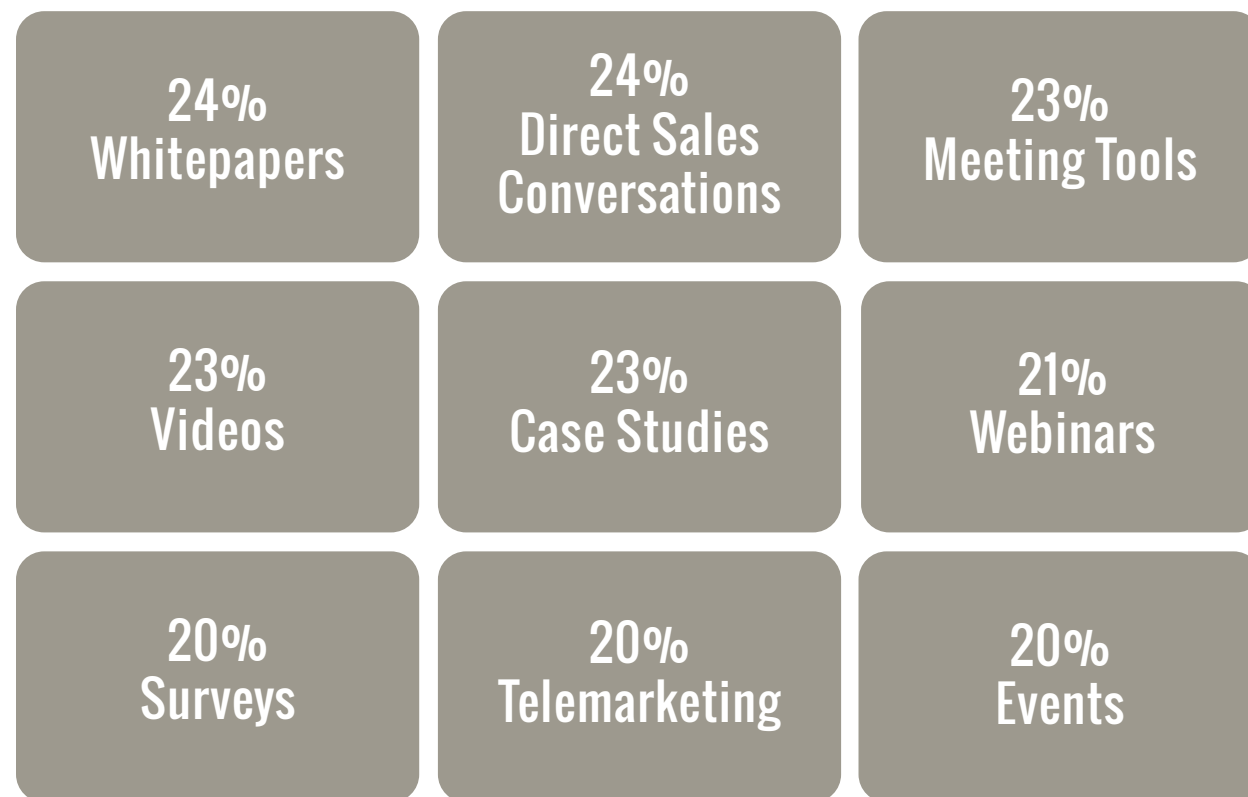 24%
Whitepapers
24%
Direct Sales
Conversations
23%
Meeting Tools
23%
Videos
23%
Case Studies
21%
Webinars
20%
Surveys
20%
Telemarketing
20%
Events